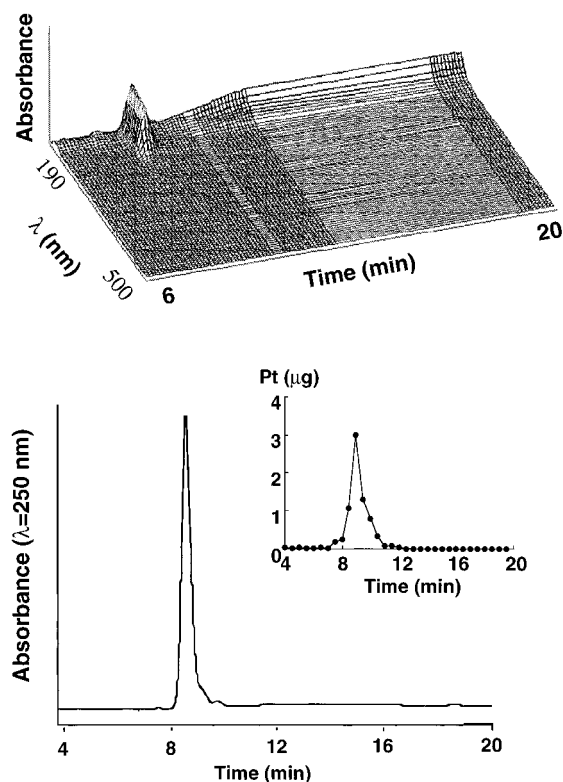 Absorbance
190
λ (nm)
500
6
Time (min)
20
Pt (μg)
4
3
2
1
0
4 8 12 16 20
Time (min)
Absorbance (λ=250 nm)
4 8 12 16 20
Time (min)